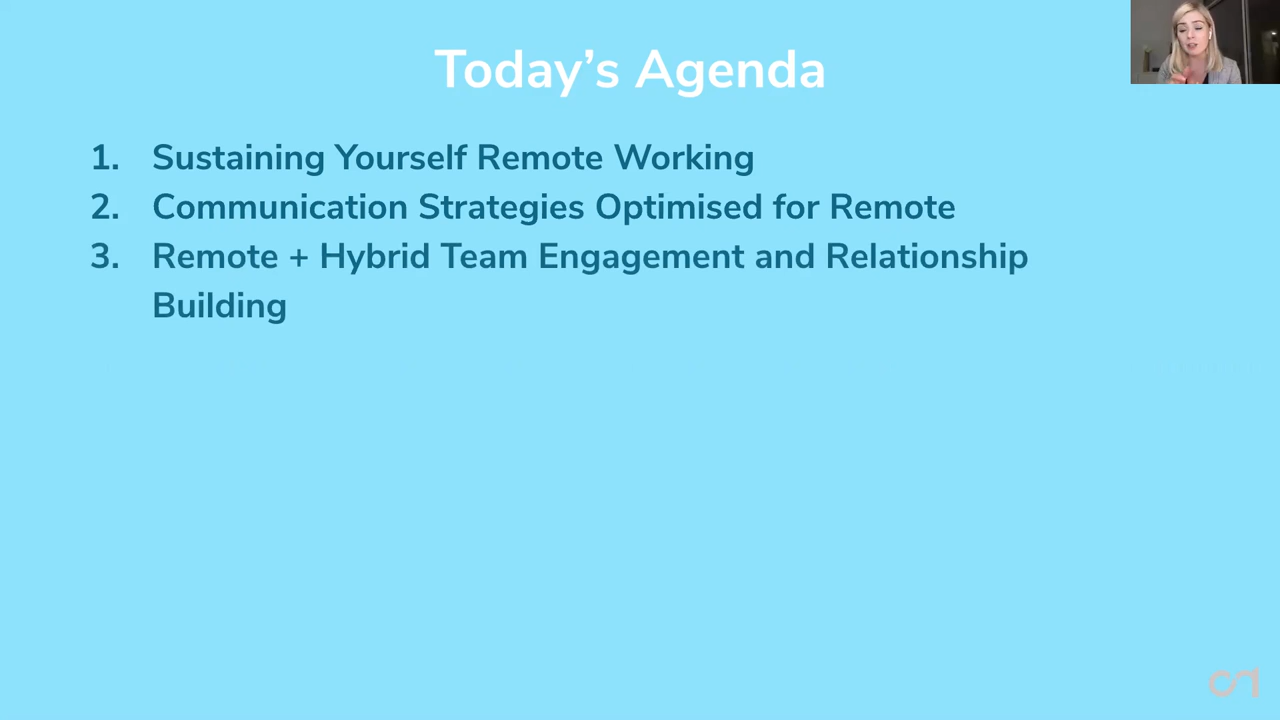 Today’s Agenda
1. Sustaining Yourself Remote Working
2. Communication Strategies Optimised for Remote
3. Remote + Hybrid Team Engagement and Relationship
Building